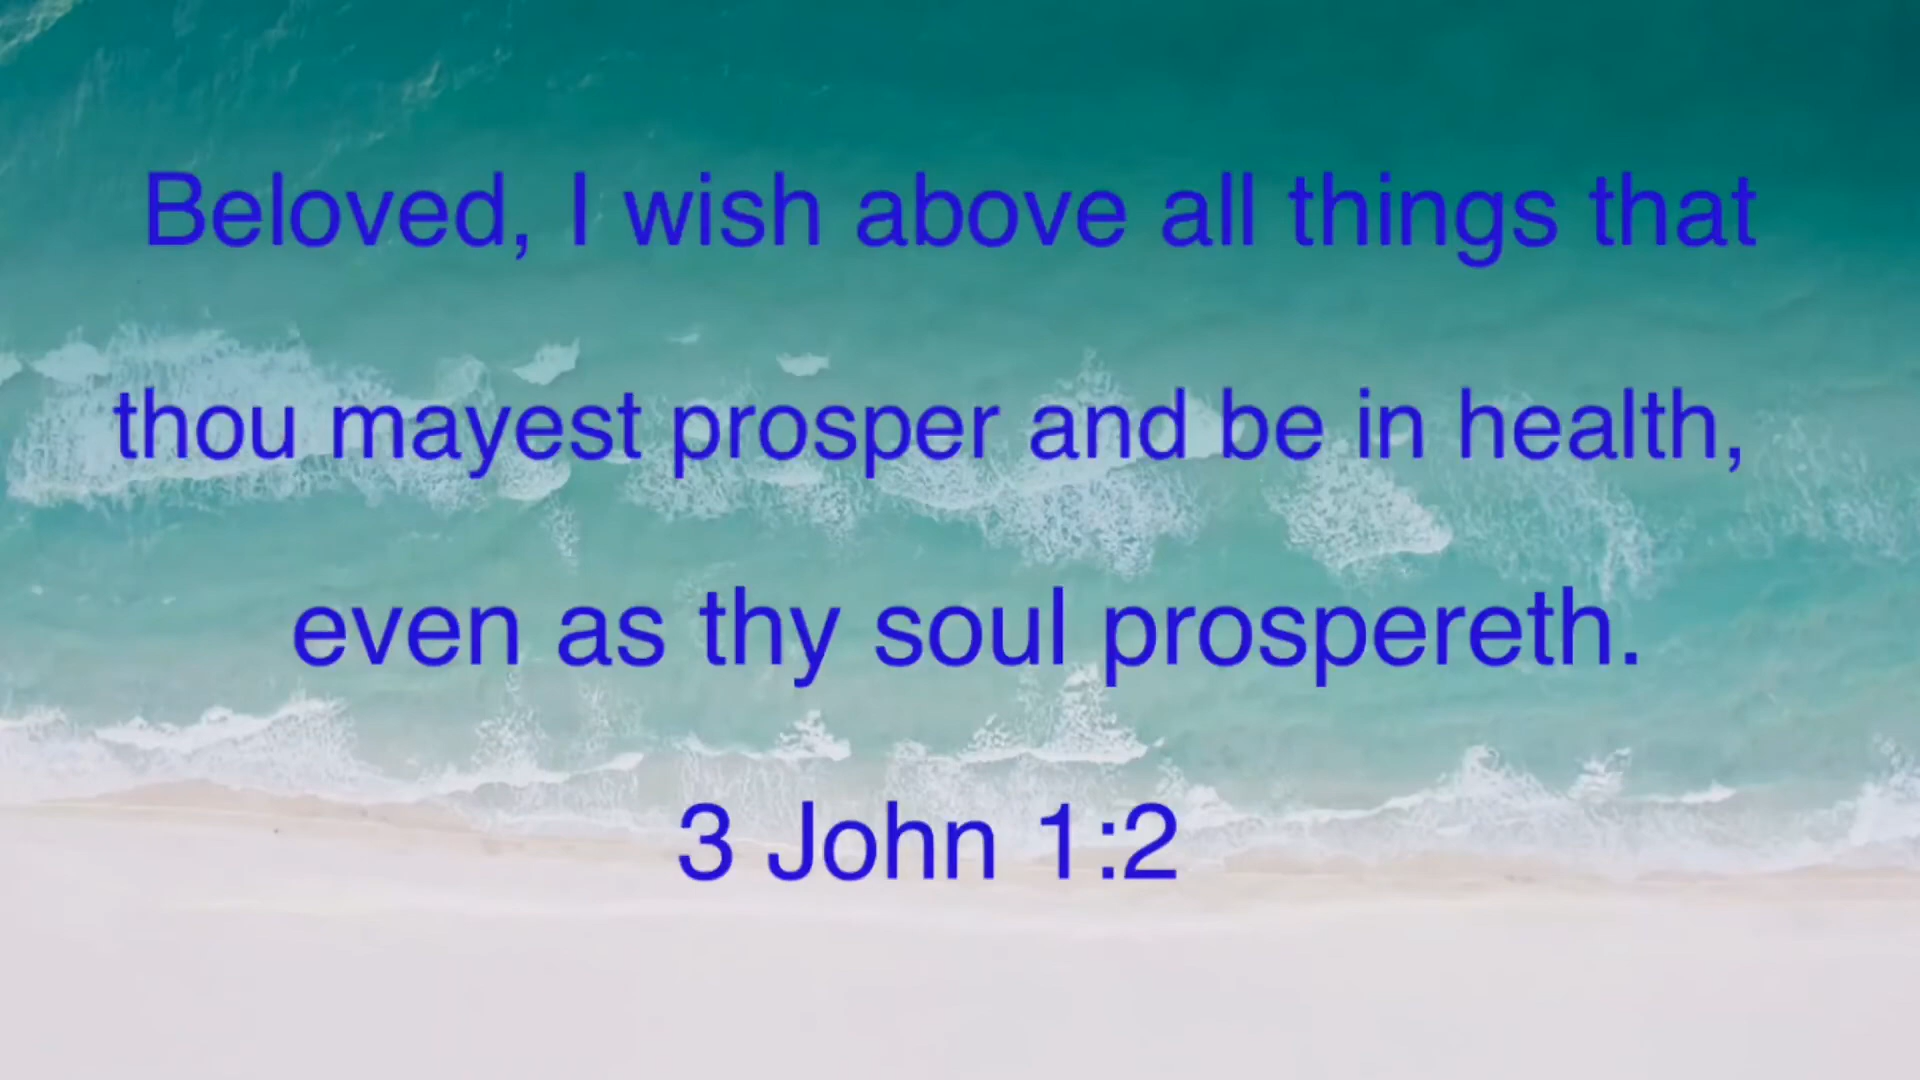 Beloved, I wish above all things that
thou mayest prosper and be in health,
even as thy soul prospereth.
3 John 1:2